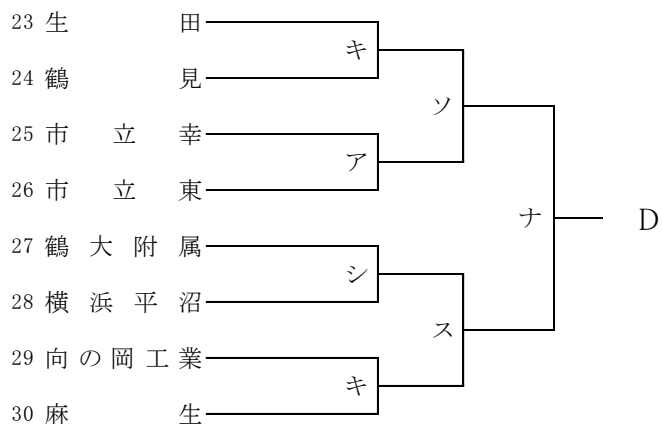 23 生田
キ
24 鶴見
ソ
25 市立幸
ア
26 市立東
ナ D
27 鶴大附属
シ
28 横浜平沼
ス
29 向の岡工業
キ
30 麻生